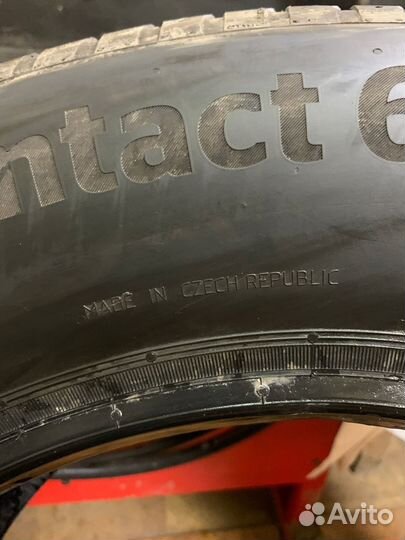 ntact 6
MADE IN CZECH REPUBLIC
Avito